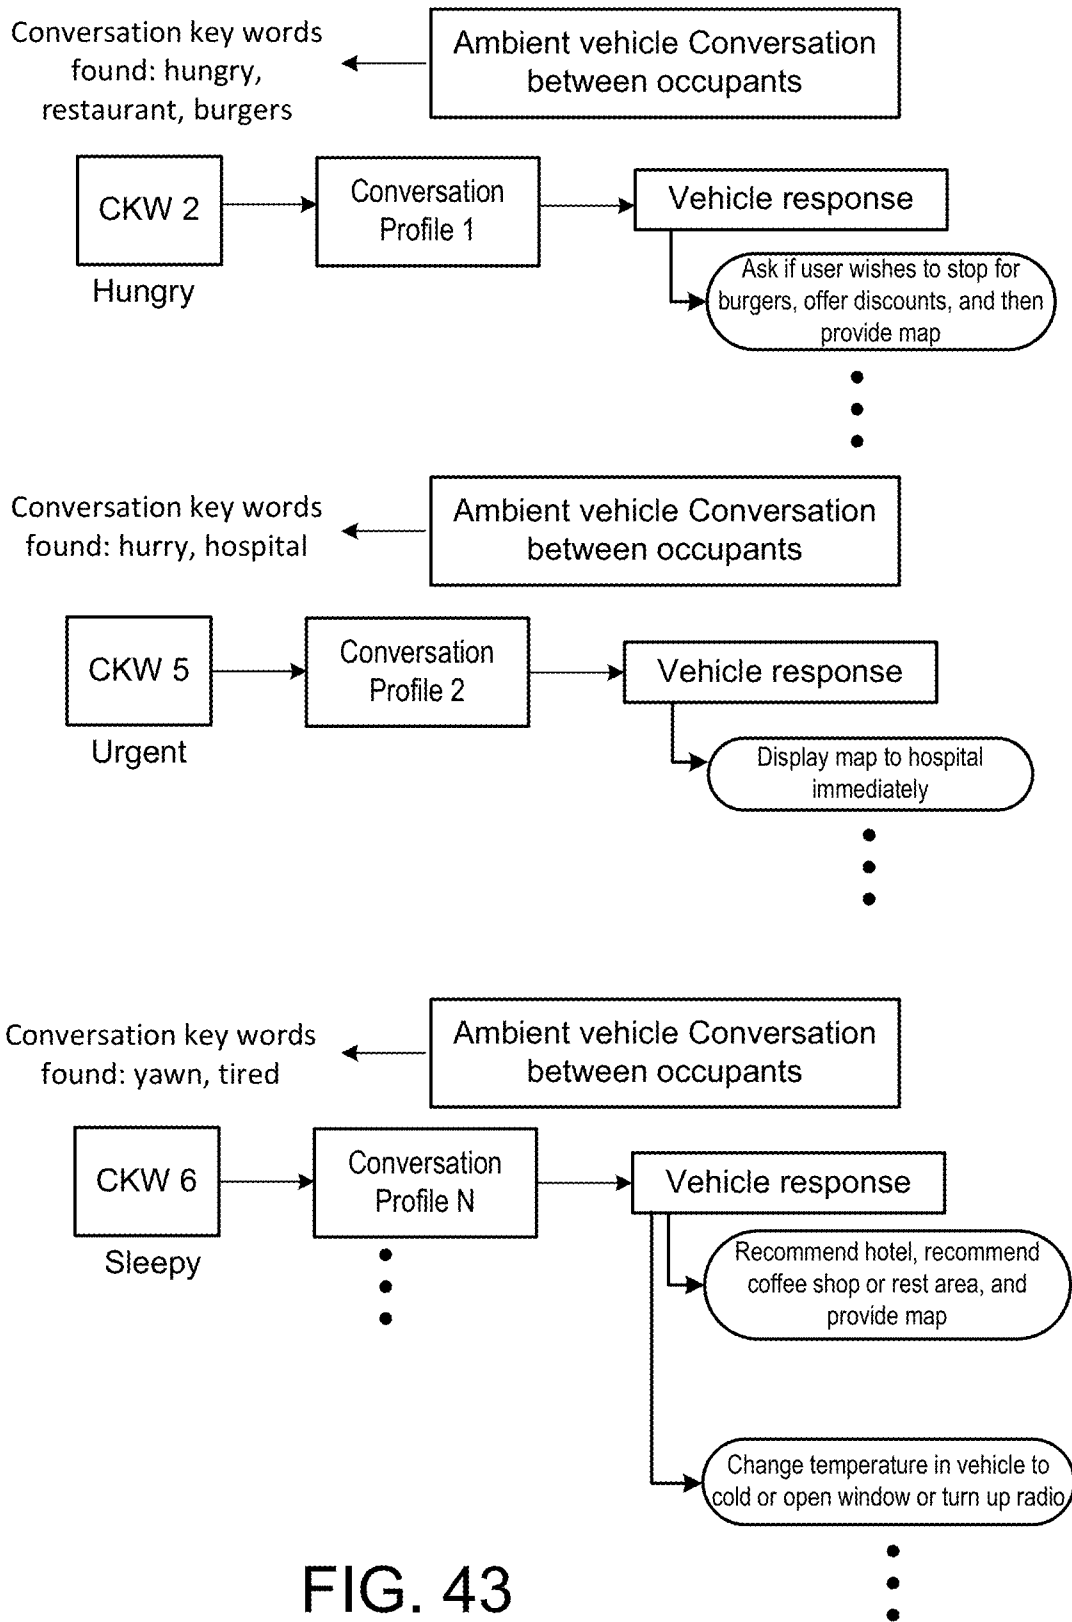 Conversation key words
found: hungry,
restaurant, burgers
Ambient vehicle Conversation
between occupants
CKW 2
Hungry
Conversation
Profile 1
Vehicle response
Ask if user wishes to stop for
burgers, offer discounts, and then
provide map
Conversation key words
found: hurry, hospital
Ambient vehicle Conversation
between occupants
CKW 5
Urgent
Conversation
Profile 2
Vehicle response
Display map to hospital
immediately
Conversation key words
found: yawn, tired
Ambient vehicle Conversation
between occupants
CKW 6
Sleepy
Conversation
Profile N
Vehicle response
Recommend hotel, recommend
coffee shop or rest area, and
provide map
Change temperature in vehicle to
cold or open window or turn up radio
FIG. 43